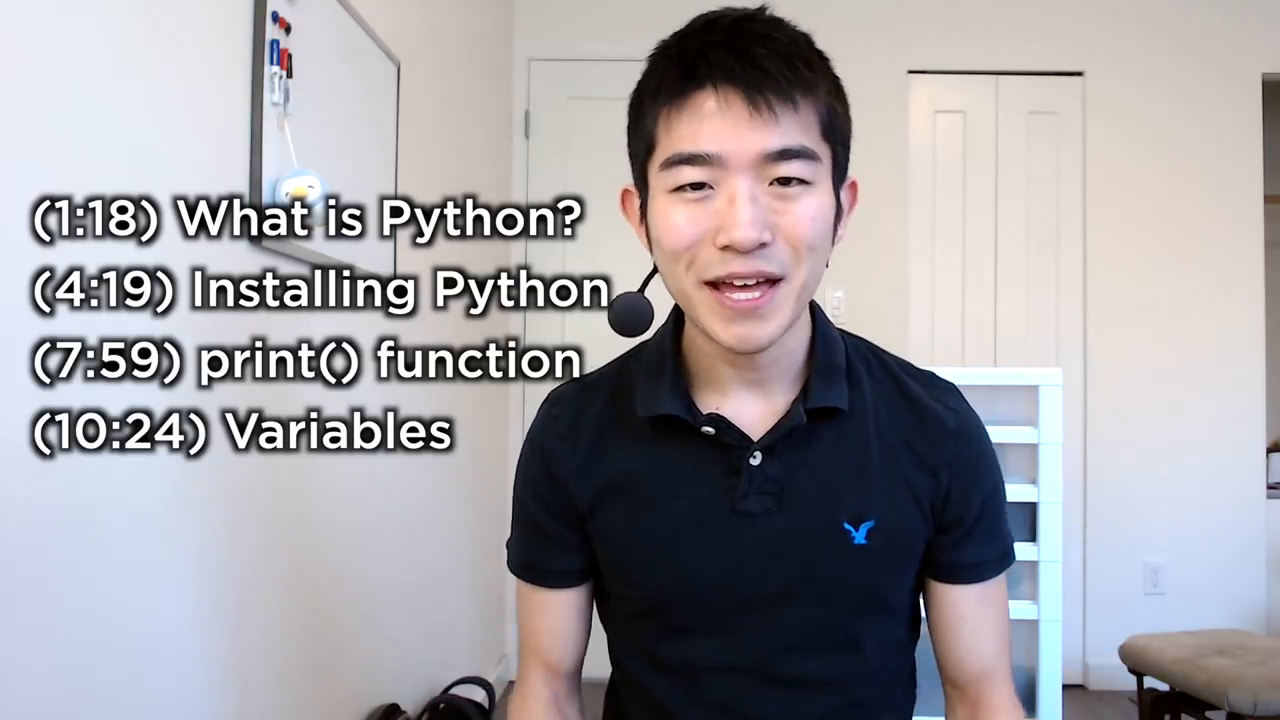 (1:18) What is Python?
(4:19) Installing Python
(7:59) print() function
(10:24) Variables